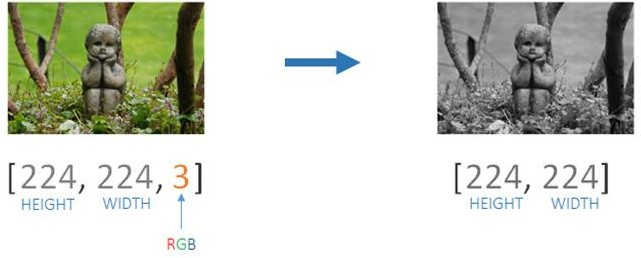 [224, 224, 3]
HEIGHT WIDTH
RGB
[224, 224]
HEIGHT WIDTH